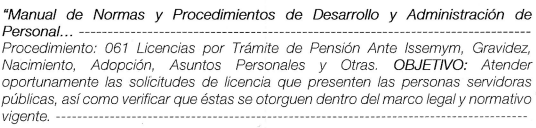 "Manual de Normas y Procedimientos de Desarrollo y Administración de
Personal... ----------------------------------------------------------------
Procedimiento: 061 Licencias por Trámite de Pensión Ante Issemym, Gravidez,
Nacimiento, Adopción, Asuntos Personales y Otras. OBJETIVO: Atender
oportunamente las solicitudes de licencia que presenten las personas servidoras
públicas, así como verificar que éstas se otorguen dentro del marco legal y normativo
vigente. ----------------------------------------------------------------